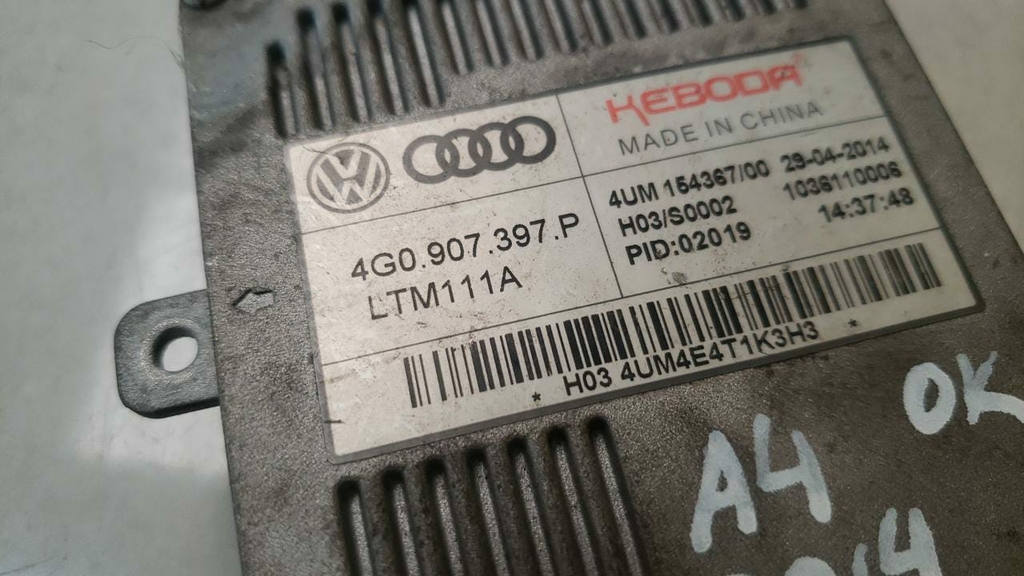 KEBODA
MADE IN CHINA
4G0.907.397.P
LTM111A
4UM 154367/00 29-04-2014
H03/S0002 1036110006
PID:02019 14:37:48
* H03 4UM4E4T1K3H3 *
A4 OK